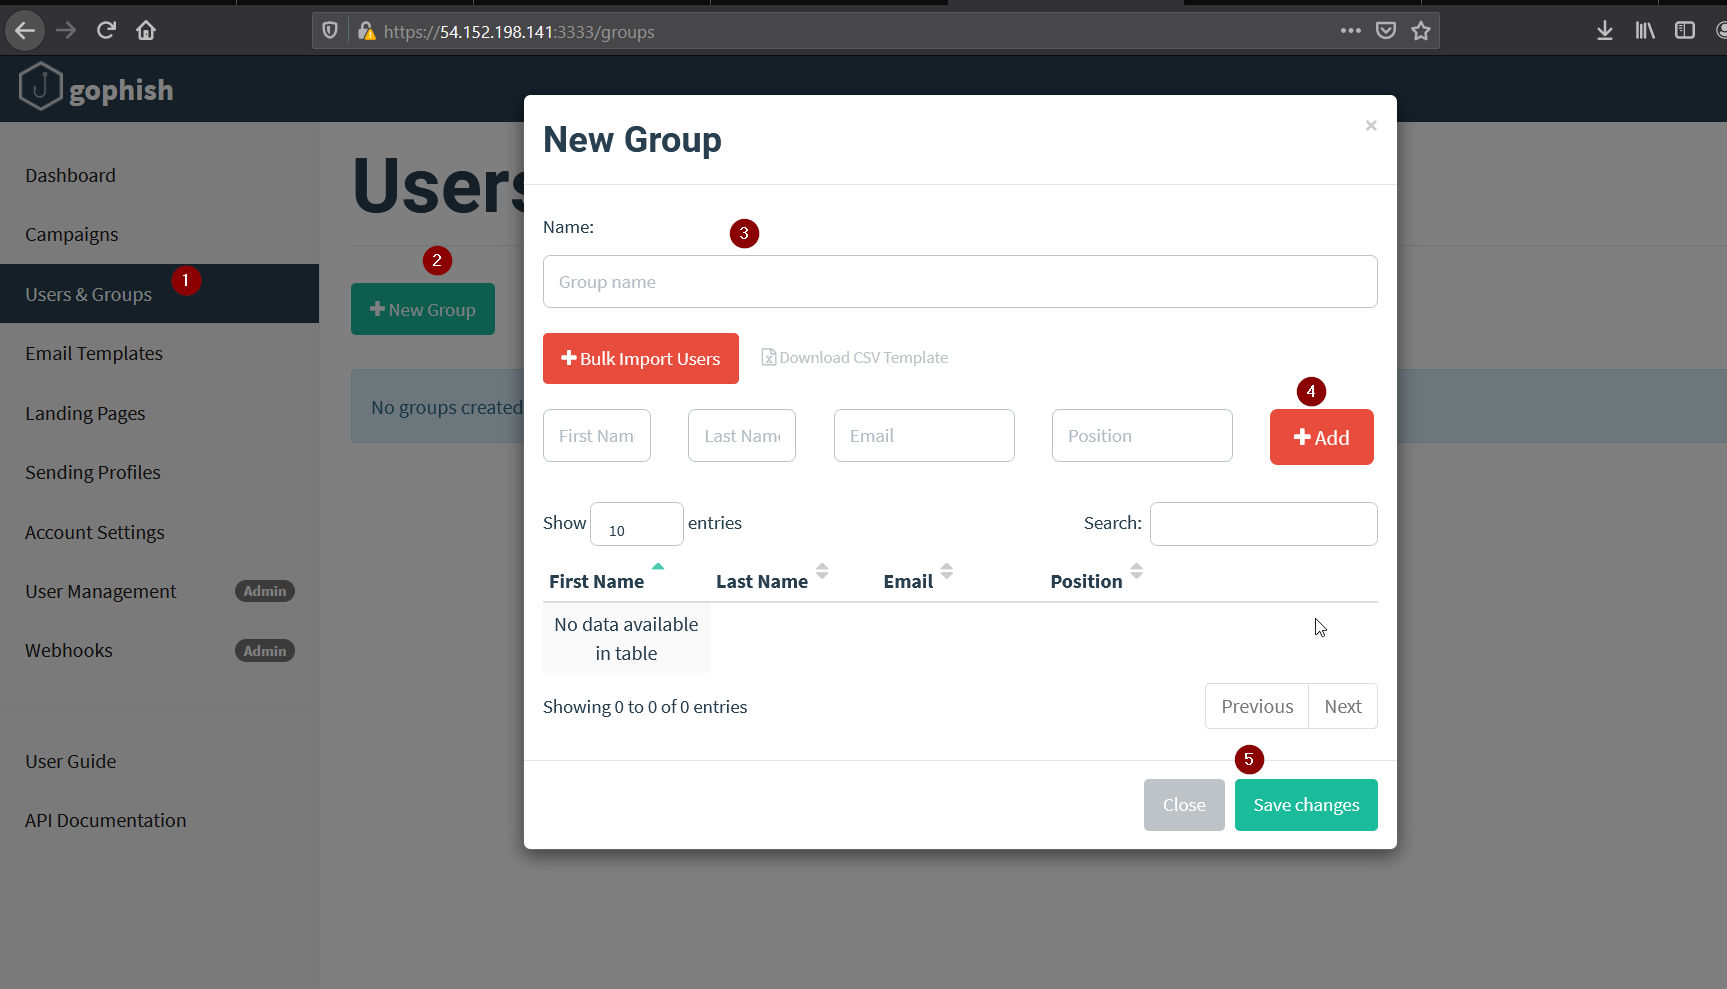 https://54.152.198.141:3333/groups
gophish
Dashboard
Campaigns
Users & Groups
1
Email Templates
Landing Pages
Sending Profiles
Account Settings
User Management Admin
Webhooks Admin
User Guide
API Documentation
Users
2
New Group
No groups created
New Group
×
Name:
3
Group name
Bulk Import Users
Download CSV Template
4
First Nam
Last Name
Email
Position
Add
Show 10 entries
Search:
First Name Last Name Email Position
No data available
in table
Showing 0 to 0 of 0 entries
Previous Next
5
Close
Save changes